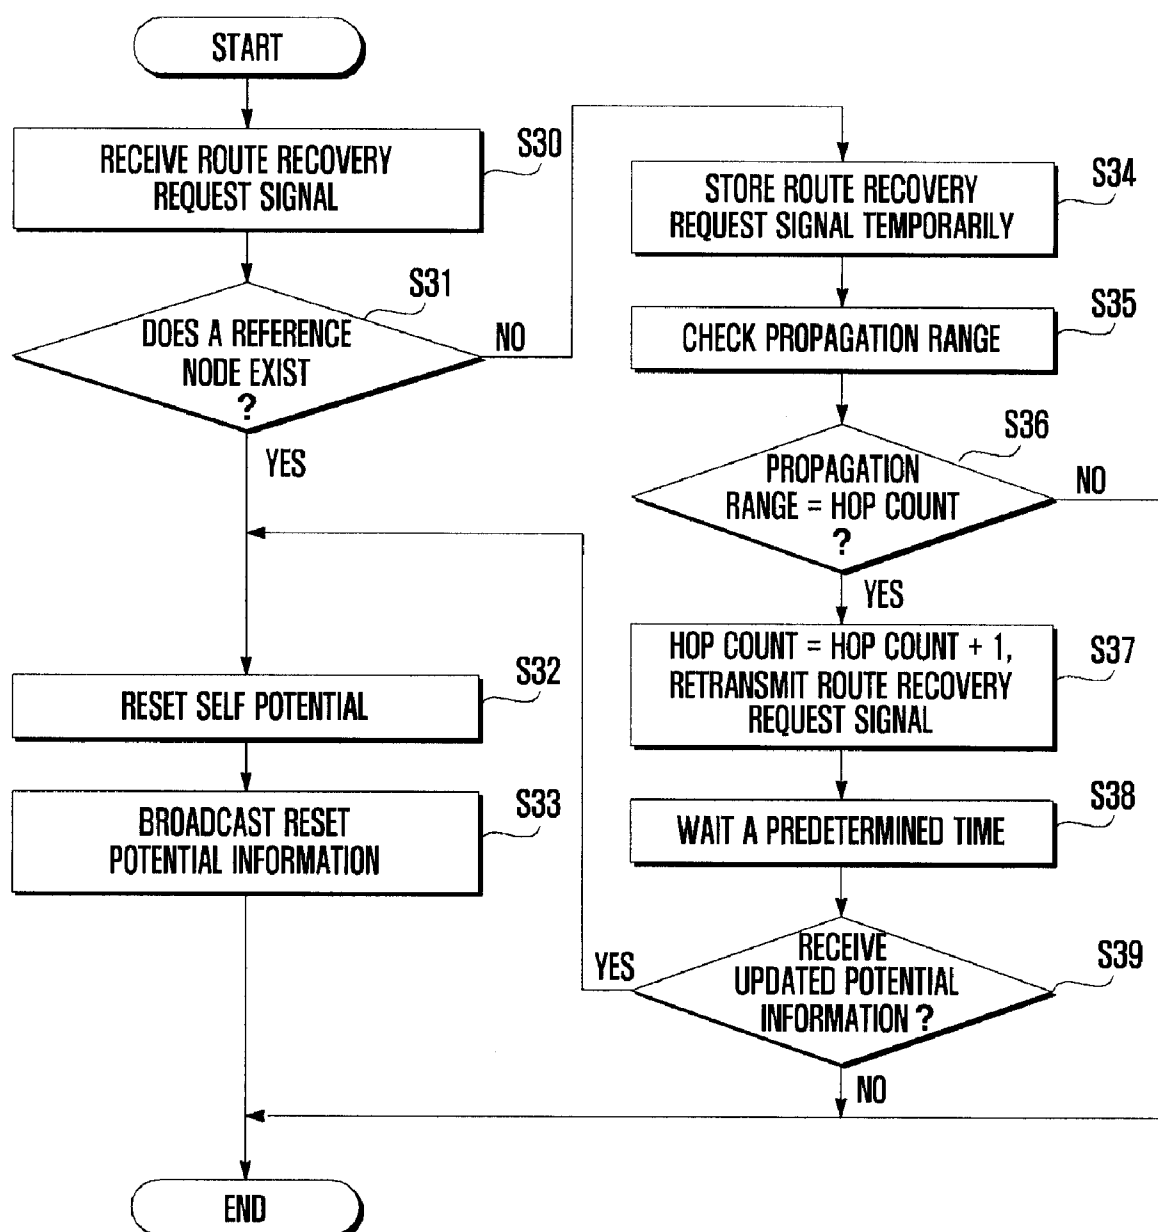 START
RECEIVE ROUTE RECOVERY
REQUEST SIGNAL
S30
DOES A REFERENCE
NODE EXIST
?
S31
NO
YES
RESET SELF POTENTIAL
S32
BROADCAST RESET
POTENTIAL INFORMATION
S33
STORE ROUTE RECOVERY
REQUEST SIGNAL TEMPORARILY
S34
CHECK PROPAGATION RANGE
S35
PROPAGATION
RANGE = HOP COUNT
?
S36
NO
YES
HOP COUNT = HOP COUNT + 1,
RETRANSMIT ROUTE RECOVERY
REQUEST SIGNAL
S37
WAIT A PREDETERMINED TIME
S38
RECEIVE
UPDATED POTENTIAL
INFORMATION ?
S39
YES
NO
END